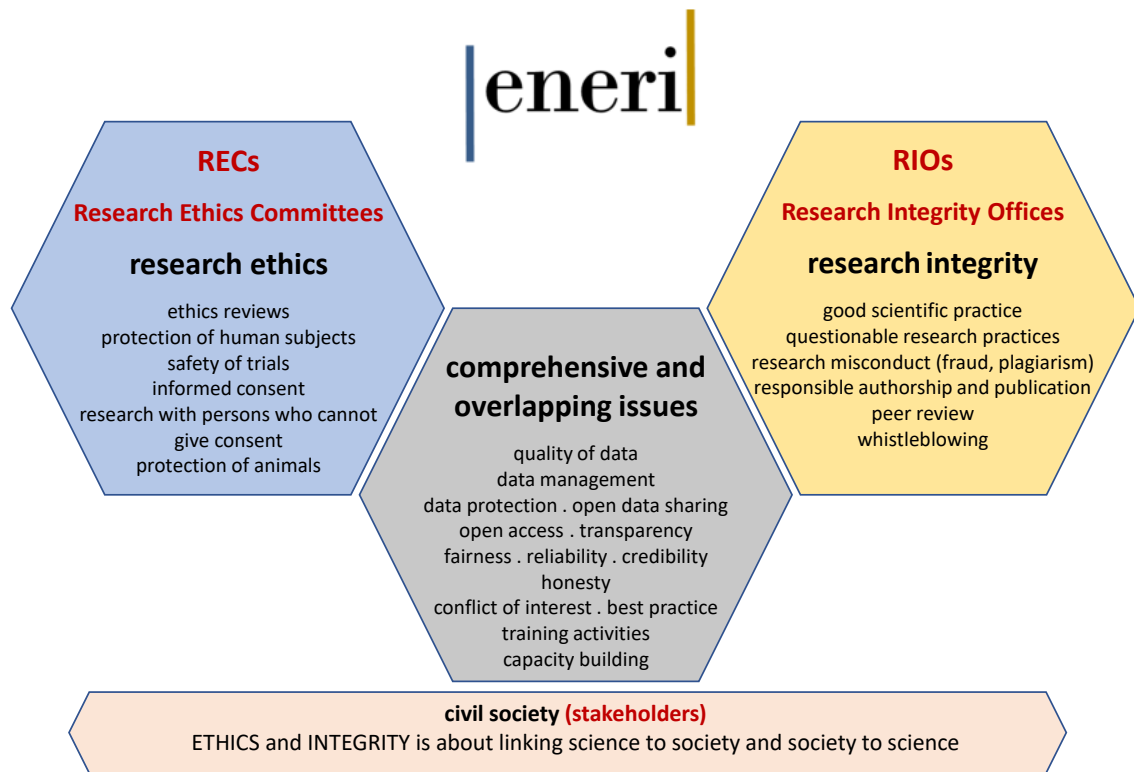 eneri
RECs
Research Ethics Committees
research ethics
ethics reviews
protection of human subjects
safety of trials
informed consent
research with persons who cannot
give consent
protection of animals
RIOs
Research Integrity Offices
research integrity
good scientific practice
questionable research practices
research misconduct (fraud, plagiarism)
responsible authorship and publication
peer review
whistleblowing
comprehensive and
overlapping issues
quality of data
data management
data protection . open data sharing
open access . transparency
fairness . reliability . credibility
honesty
conflict of interest . best practice
training activities
capacity building
civil society (stakeholders)
ETHICS and INTEGRITY is about linking science to society and society to science